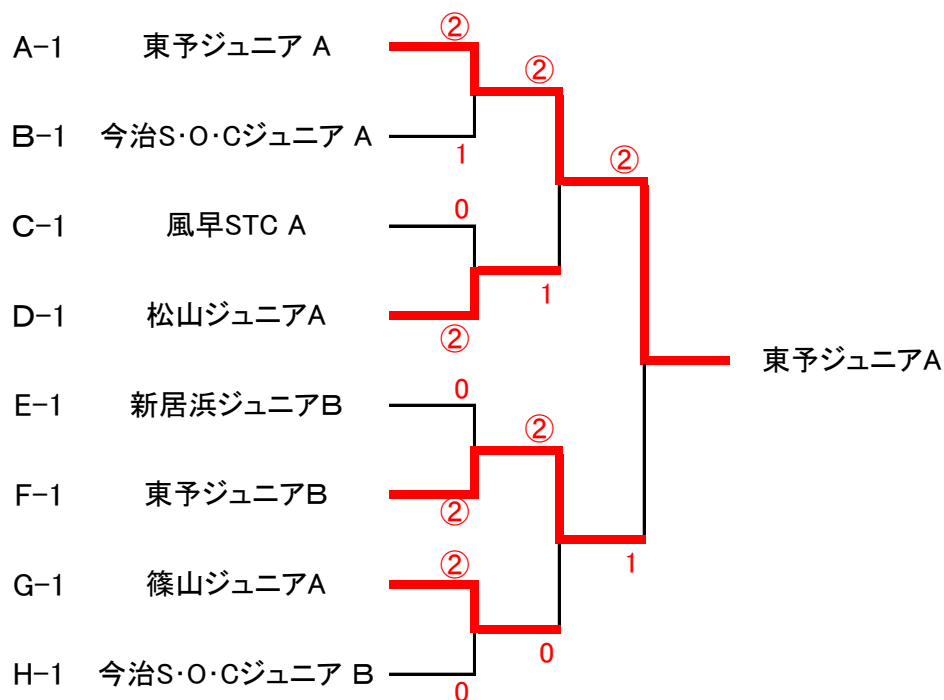 ②
A-1 東予ジュニア A
②
B-1 今治S・O・Cジュニア A
1
②
0
C-1 風早STC A
1
D-1 松山ジュニアA
②
東予ジュニアA
0
E-1 新居浜ジュニアB
②
F-1 東予ジュニアB
②
1
②
G-1 篠山ジュニアA
0
H-1 今治S・O・Cジュニア B
0